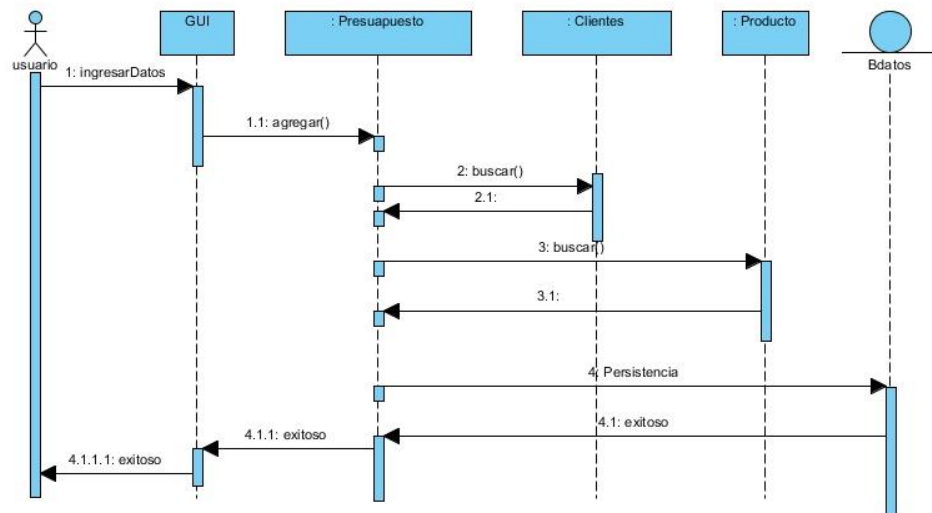 GUI
: Presuapuesto
: Clientes
: Producto
usuario
Bdatos
1: ingresarDatos
1.1: agregar()
2: buscar()
2.1:
3: buscar()
3.1:
4: Persistencia
4.1: exitoso
4.1.1: exitoso
4.1.1.1: exitoso